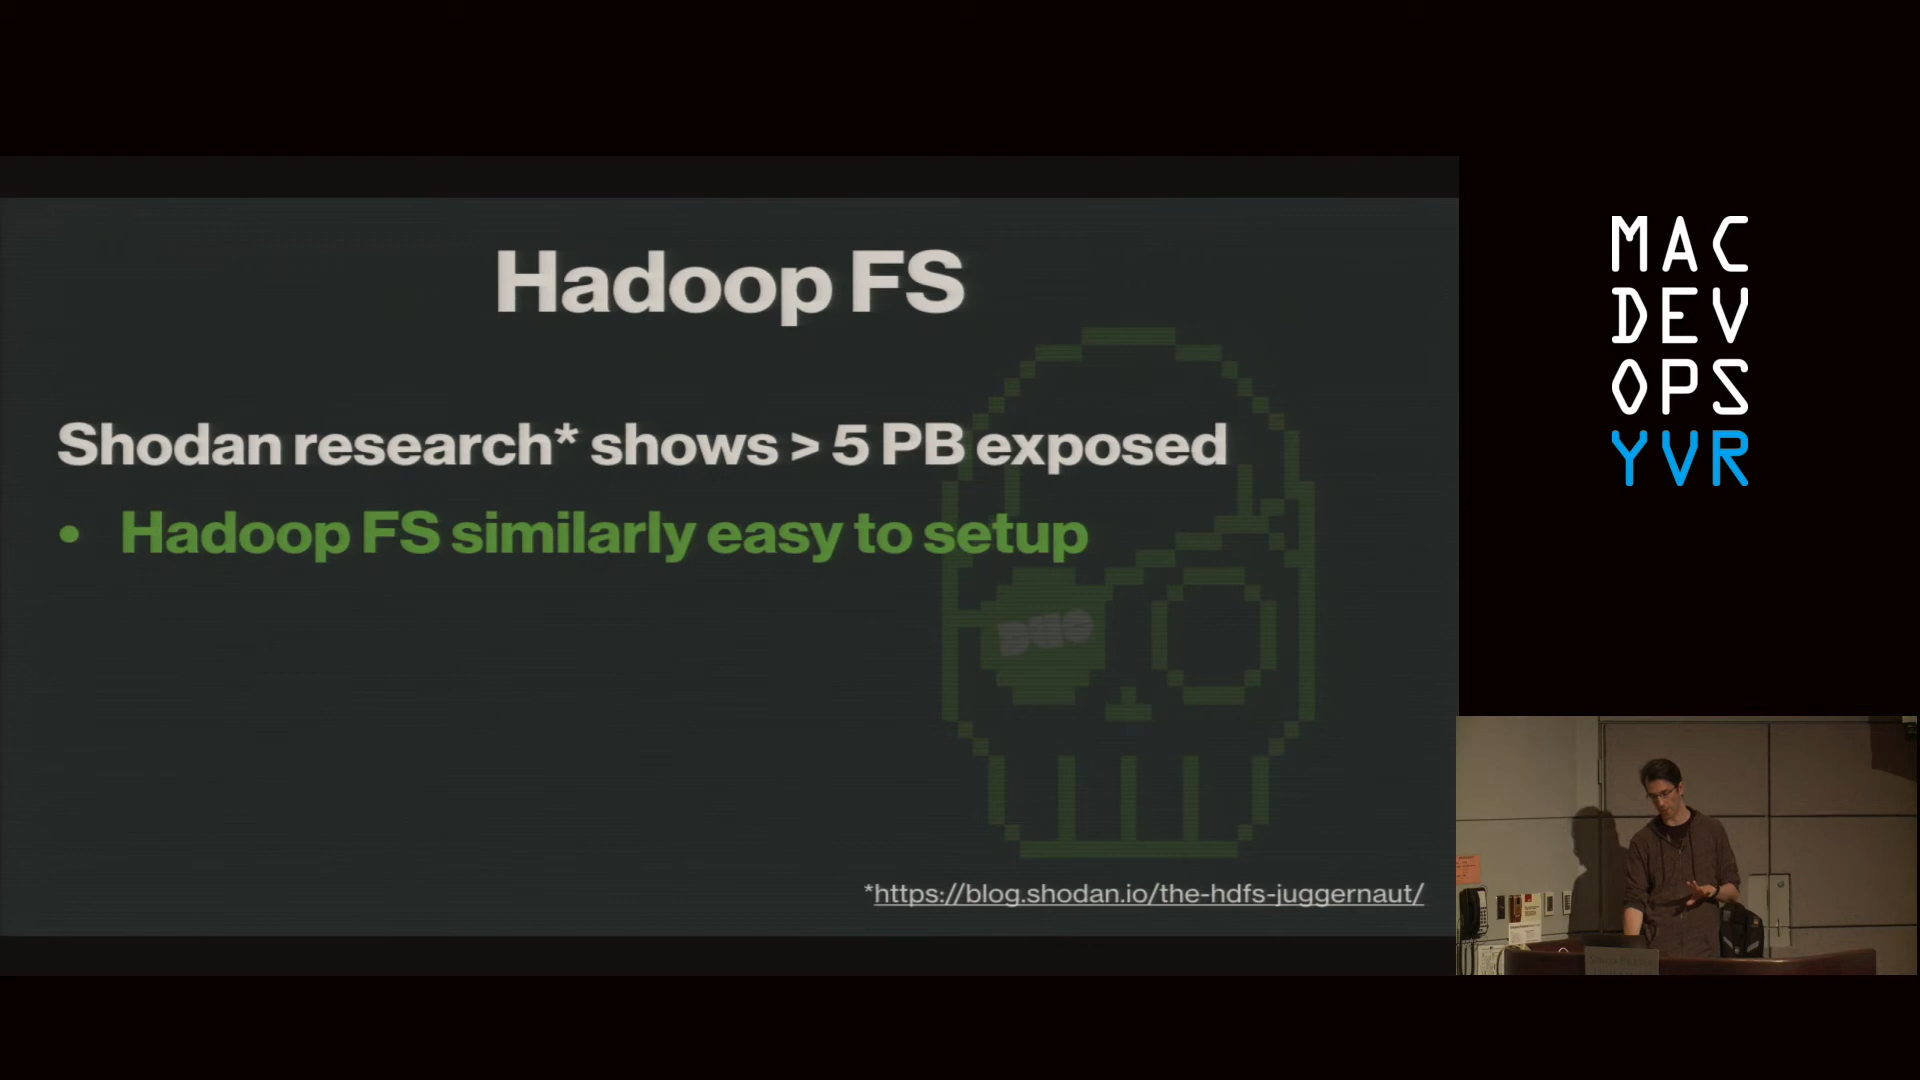 Hadoop FS
Shodan research* shows > 5 PB exposed
• Hadoop FS similarly easy to setup
DUO
*https://blog.shodan.io/the-hdfs-juggernaut/
MAC
DEV
OPS
YVR